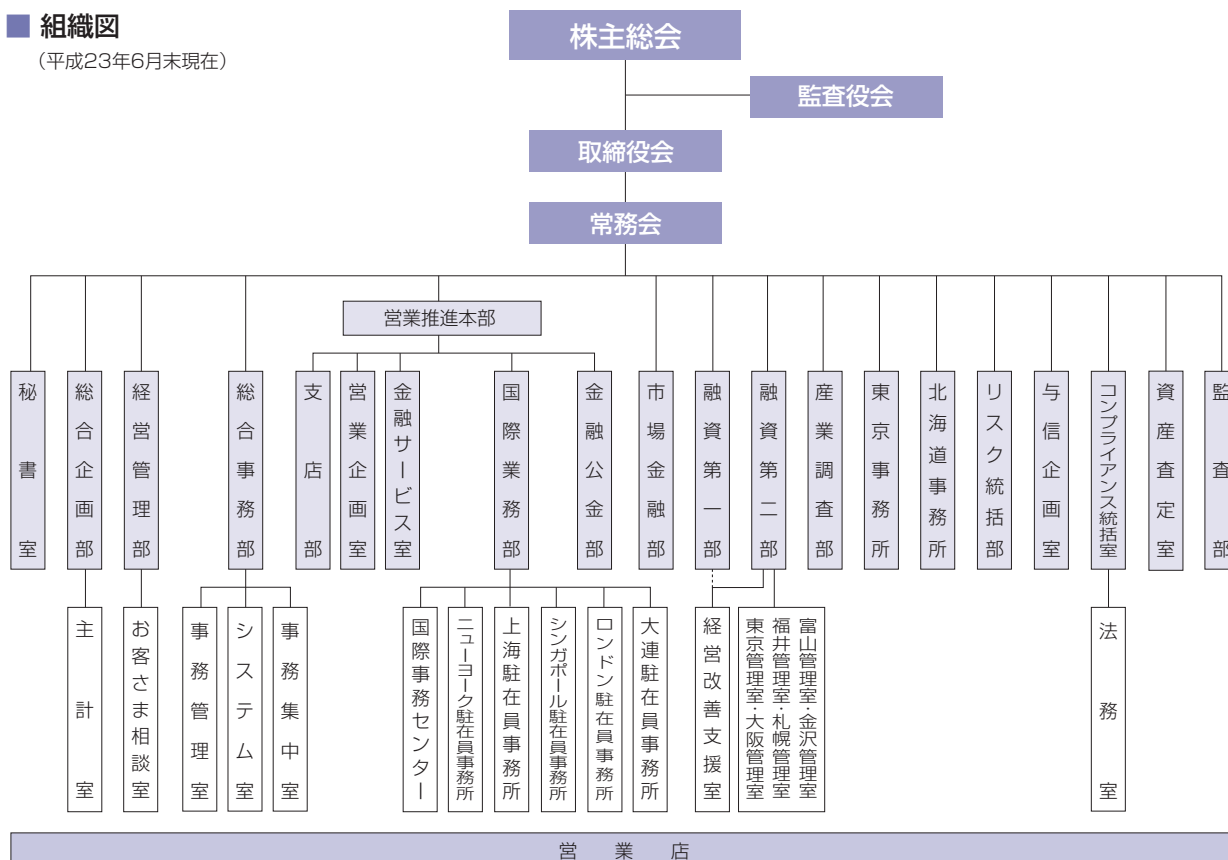 組織図
（平成23年6月末現在）
株主総会
監査役会
取締役会
常務会
営業推進本部
秘書室
総合企画部
経営管理部
総合事務部
支店部
営業企画室
金融サービス室
国際業務部
金融公金部
市場金融部
融資第一部
融資第二部
産業調査部
東京事務所
北海道事務所
リスク統括部
与信企画室
コンプライアンス統括室
資産査定室
監査部
主計室
お客さま相談室
事務管理室
システム室
事務集中室
国際事務センター
ニューヨーク駐在員事務所
上海駐在員事務所
シンガポール駐在員事務所
ロンドン駐在員事務所
大連駐在員事務所
経営改善支援室
富山管理室・金沢管理室
福井管理室・札幌管理室
東京管理室・大阪管理室
法務室
営業店